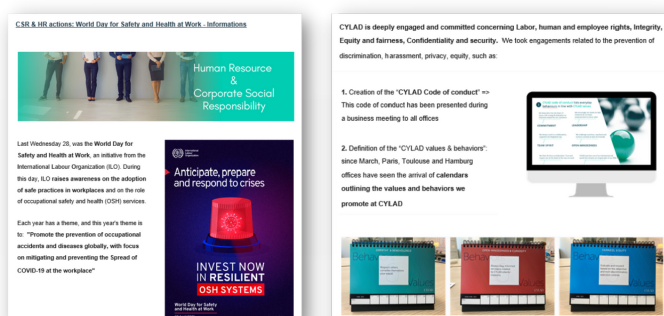 CSR & HR actions: World Day for Safety and Health at Work - Informations
Human Resource
&
Corporate Social
Responsibility
Last Wednesday 28, was the World Day for
Safety and Health at Work, an initiative from the
International Labour Organization (ILO). During
this day, ILO raises awareness on the adoption
of safe practices in workplaces and on the role
of occupational safety and health (OSH) services.
Each year has a theme, and this year's theme is
to: "Promote the prevention of occupational
accidents and diseases globally, with focus
on mitigating and preventing the Spread of
COVID-19 at the workplace"
International
Labour
Organization
Anticipate, prepare
and respond to crises
INVEST NOW
IN RESILIENT
OSH SYSTEMS
World Day for Safety
and Health at Work
CYLAD is deeply engaged and committed concerning Labor, human and employee rights, Integrity,
Equity and fairness, Confidentiality and security. We took engagements related to the prevention of
discrimination, harassment, privacy, equity, such as:
1. Creation of the "CYLAD Code of conduct" =>
This code of conduct has been presented during
a business meeting to all offices
2. Definition of the "CYLAD values & behaviors":
since March, Paris, Toulouse and Hamburg
offices have seen the arrival of calendars
outlining the values and behaviors we
promote at CYLAD